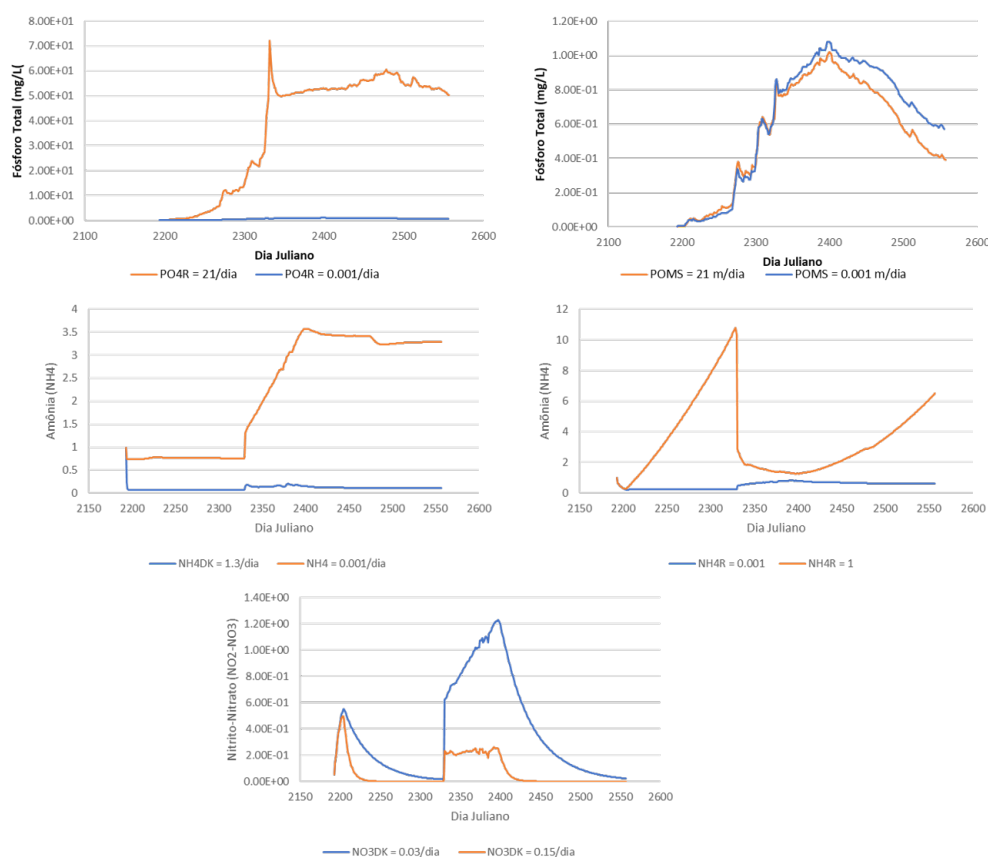 8.00E+01
7.00E+01
6.00E+01
5.00E+01
4.00E+01
3.00E+01
2.00E+01
1.00E+01
0.00E+00
Fósforo Total (mg/L(
2100 2200 2300 2400 2500 2600
Dia Juliano
PO4R = 21/dia PO4R = 0.001/dia
1.20E+00
1.00E+00
8.00E-01
6.00E-01
4.00E-01
2.00E-01
0.00E+00
Fósforo Total (mg/L)
2100 2200 2300 2400 2500 2600
Dia Juliano
POMS = 21 m/dia POMS = 0.001 m/dia
4
3.5
3
2.5
2
1.5
1
0.5
0
Amônia (NH4)
2150 2200 2250 2300 2350 2400 2450 2500 2550 2600
Dia Juliano
NH4DK = 1.3/dia NH4 = 0.001/dia
12
10
8
6
4
2
0
Amônia (NH4)
2150 2200 2250 2300 2350 2400 2450 2500 2550 2600
Dia Juliano
NH4R = 0.001 NH4R = 1
1.40E+00
1.20E+00
1.00E+00
8.00E-01
6.00E-01
4.00E-01
2.00E-01
0.00E+00
Nitrito-Nitrato (NO2-NO3)
2150 2200 2250 2300 2350 2400 2450 2500 2550 2600
Dia Juliano
NO3DK = 0.03/dia NO3DK = 0.15/dia